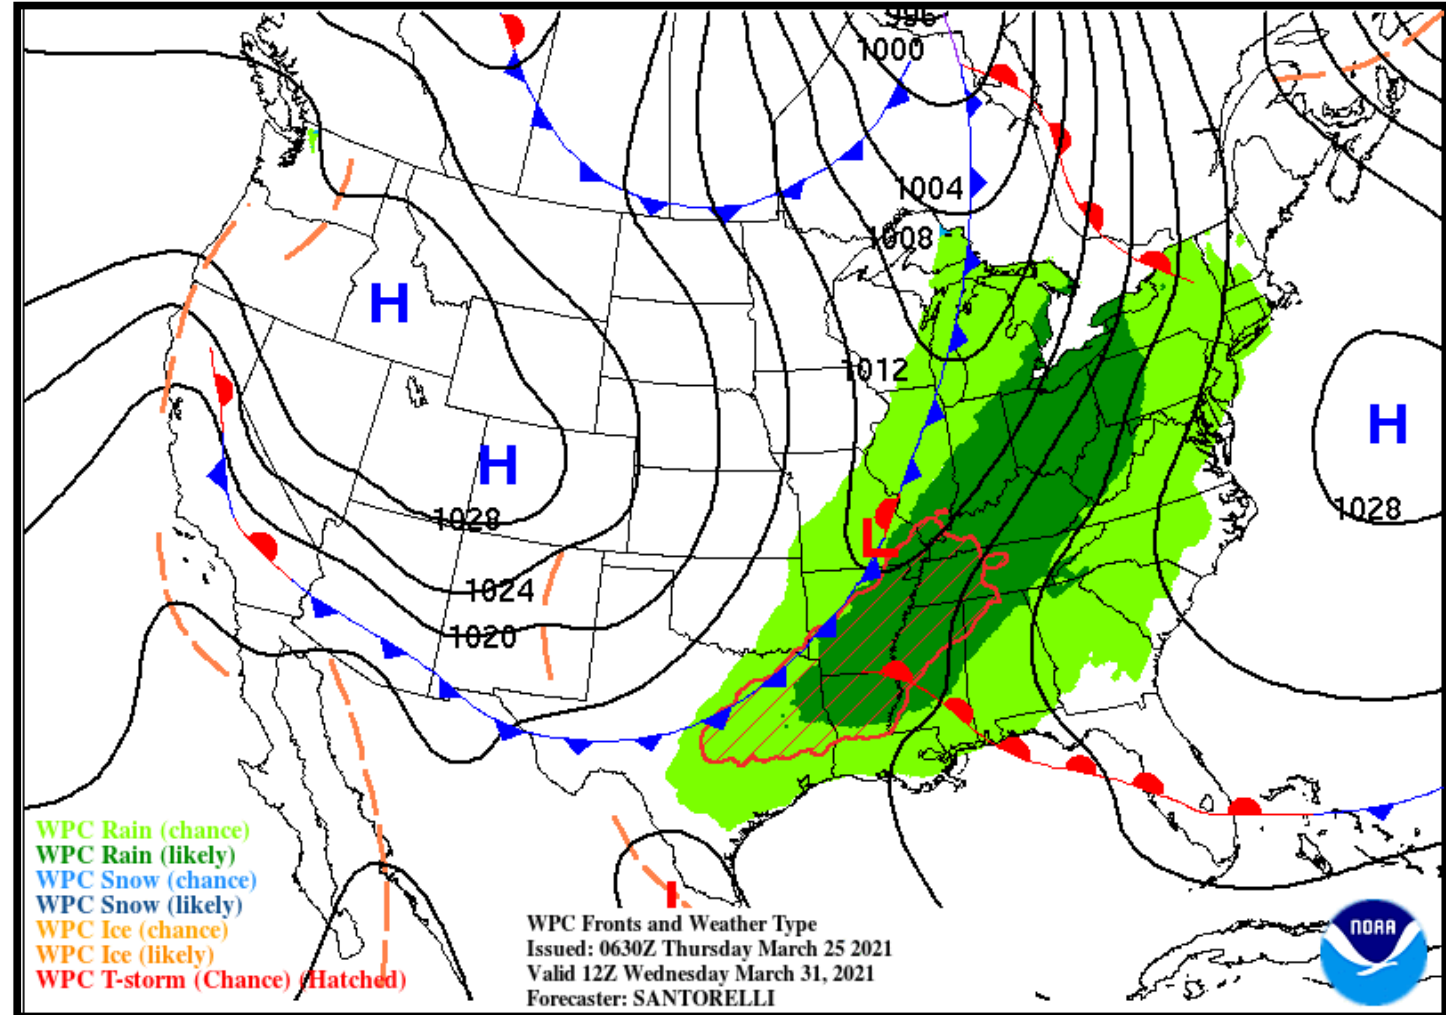 996
1000
1004
1008
H
1012
H
H
1028
1028
L
1024
1020
WPC Rain (chance)
WPC Rain (likely)
WPC Snow (chance)
WPC Snow (likely)
WPC Ice (chance)
WPC Ice (likely)
WPC T-storm (Chance) (Hatched)
WPC Fronts and Weather Type
Issued: 0630Z Thursday March 25 2021
Valid 12Z Wednesday March 31, 2021
Forecaster: SANTORELLI
NOAA